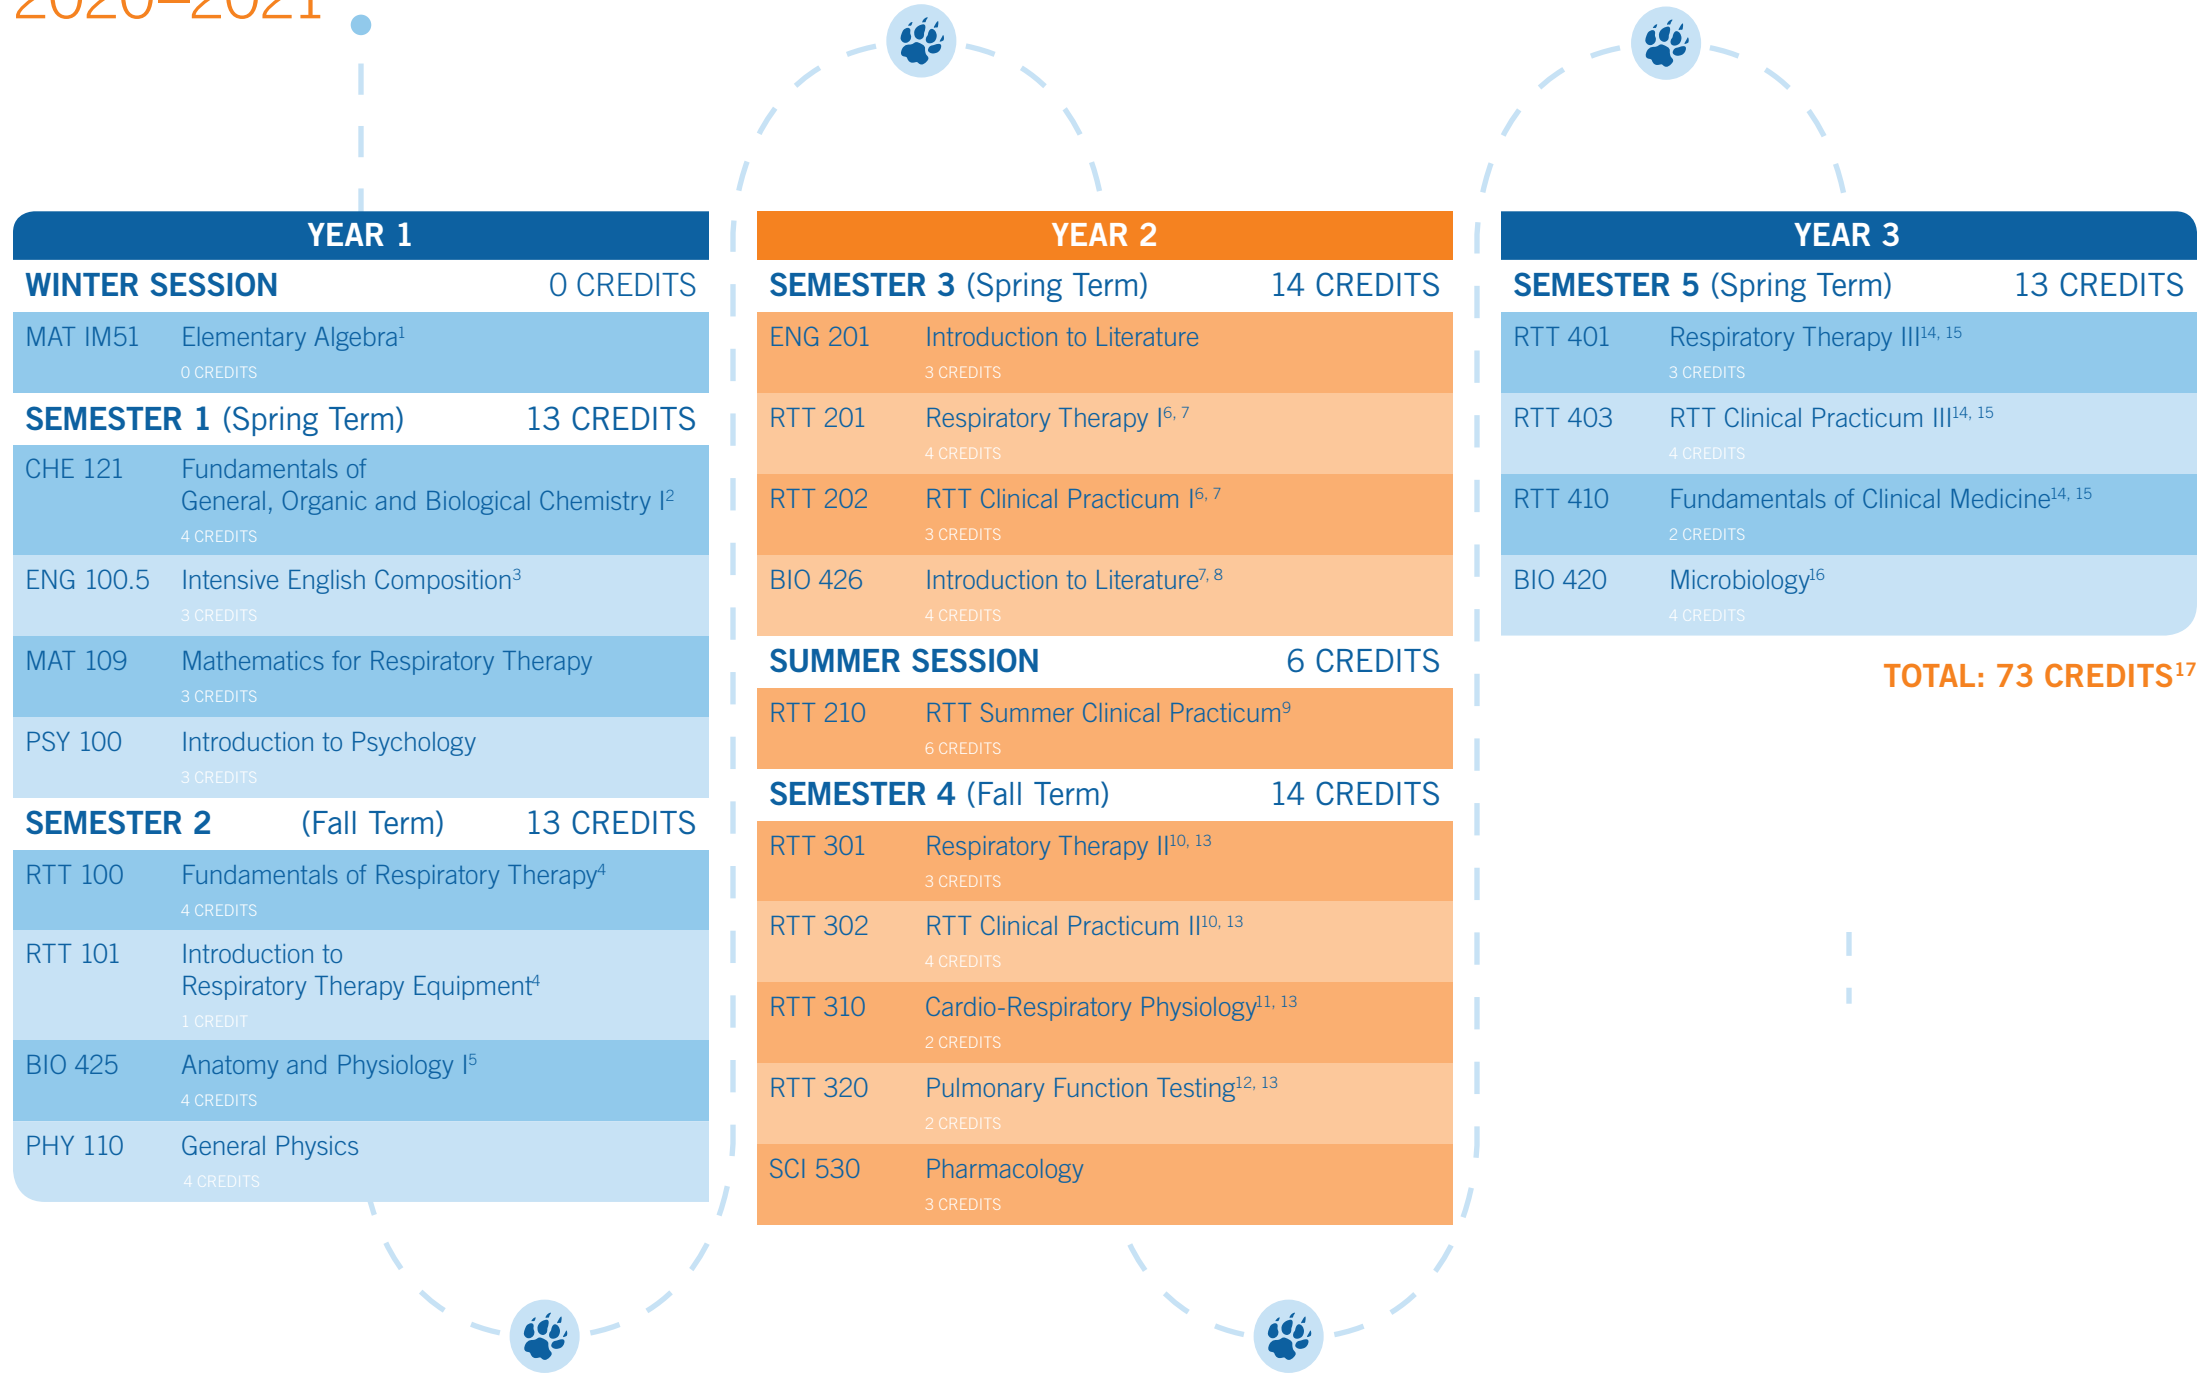 2020–2021
YEAR 1
WINTER SESSION 0 CREDITS
MAT IM51 Elementary Algebra¹
0 CREDITS
SEMESTER 1 (Spring Term) 13 CREDITS
CHE 121 Fundamentals of
General, Organic and Biological Chemistry I²
4 CREDITS
ENG 100.5 Intensive English Composition³
3 CREDITS
MAT 109 Mathematics for Respiratory Therapy
3 CREDITS
PSY 100 Introduction to Psychology
3 CREDITS
SEMESTER 2 (Fall Term) 13 CREDITS
RTT 100 Fundamentals of Respiratory Therapy⁴
4 CREDITS
RTT 101 Introduction to
Respiratory Therapy Equipment⁴
1 CREDIT
BIO 425 Anatomy and Physiology I⁵
4 CREDITS
PHY 110 General Physics
4 CREDITS
YEAR 2
SEMESTER 3 (Spring Term) 14 CREDITS
ENG 201 Introduction to Literature
3 CREDITS
RTT 201 Respiratory Therapy I⁶, ⁷
4 CREDITS
RTT 202 RTT Clinical Practicum I⁶, ⁷
3 CREDITS
BIO 426 Introduction to Literature⁷, ⁸
4 CREDITS
SUMMER SESSION 6 CREDITS
RTT 210 RTT Summer Clinical Practicum⁹
6 CREDITS
SEMESTER 4 (Fall Term) 14 CREDITS
RTT 301 Respiratory Therapy II¹⁰, ¹³
3 CREDITS
RTT 302 RTT Clinical Practicum II¹⁰, ¹³
4 CREDITS
RTT 310 Cardio-Respiratory Physiology¹¹, ¹³
2 CREDITS
RTT 320 Pulmonary Function Testing¹², ¹³
2 CREDITS
SCI 530 Pharmacology
3 CREDITS
YEAR 3
SEMESTER 5 (Spring Term) 13 CREDITS
RTT 401 Respiratory Therapy III¹⁴, ¹⁵
3 CREDITS
RTT 403 RTT Clinical Practicum III¹⁴, ¹⁵
4 CREDITS
RTT 410 Fundamentals of Clinical Medicine¹⁴, ¹⁵
2 CREDITS
BIO 420 Microbiology¹⁶
4 CREDITS
TOTAL: 73 CREDITS¹⁷